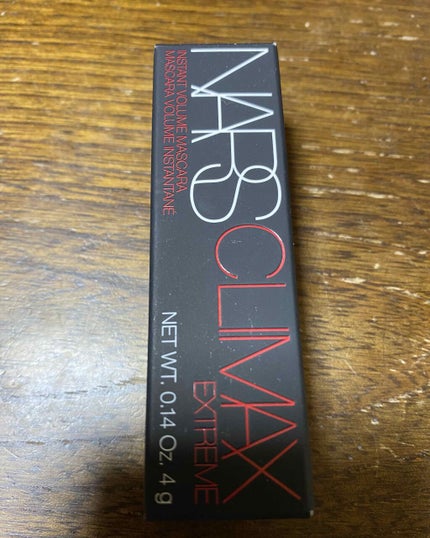 NARS CLIMAX
EXTREME
INSTANT VOLUME MASCARA
MASCARA VOLUME INSTANTANÉ
NET WT. 0.14 Oz, 4 g